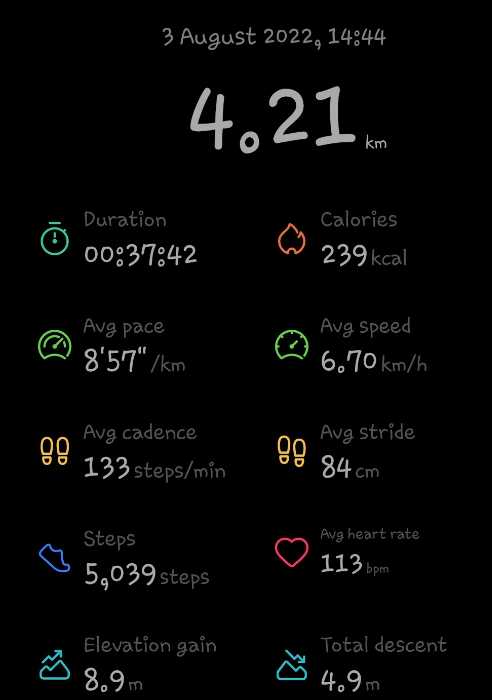 3 August 2022, 14:44
4.21 km
Duration
00:37:42
Calories
239 kcal
Avg pace
8'57" /km
Avg speed
6.70 km/h
Avg cadence
133 steps/min
Avg stride
84 cm
Steps
5,039 steps
Avg heart rate
113 bpm
Elevation gain
8.9 m
Total descent
4.9 m